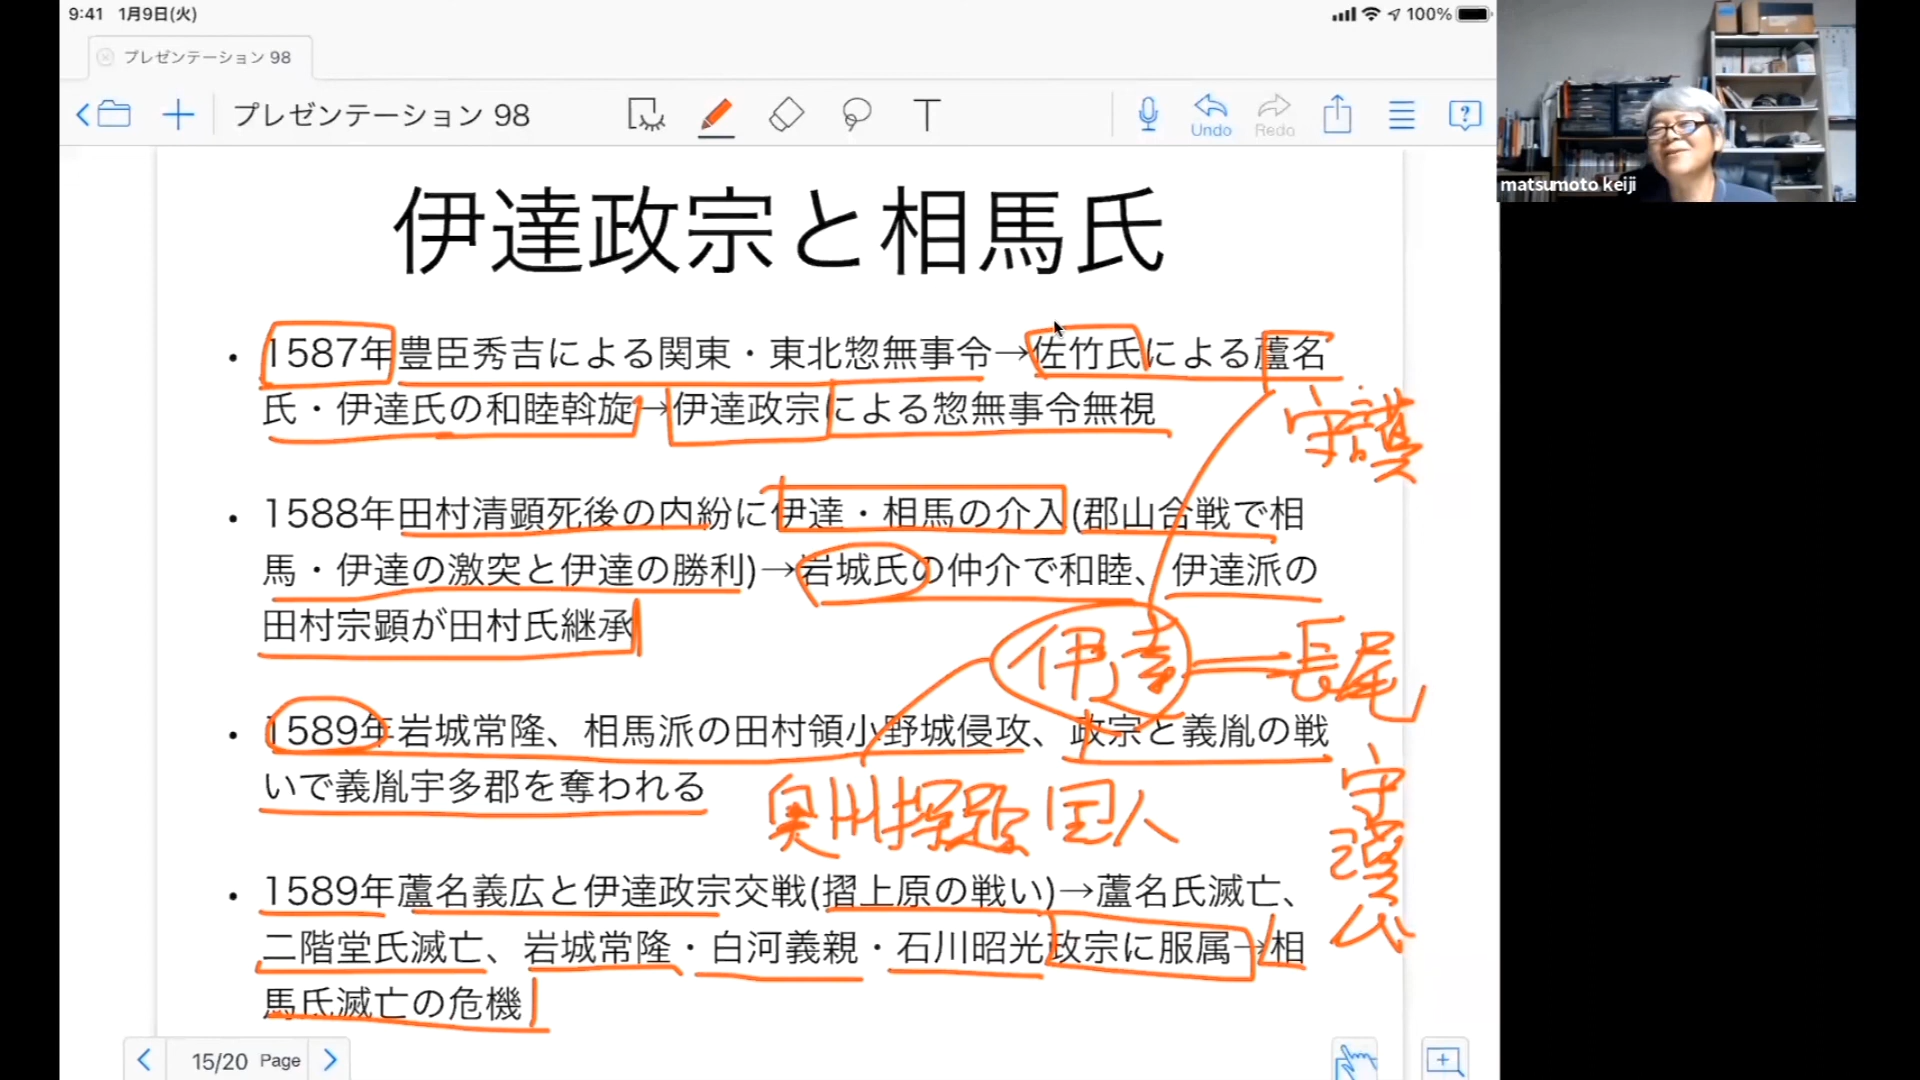 9:41 1月9日(火)
100%
プレゼンテーション 98
プレゼンテーション 98
T
Undo
Redo
matsumoto keiji
伊達政宗と相馬氏
• 1587年豊臣秀吉による関東・東北惣無事令→佐竹氏による蘆名
氏・伊達氏の和睦斡旋→伊達政宗による惣無事令無視
守護
• 1588年田村清顕死後の内紛に伊達・相馬の介入(郡山合戦で相
馬・伊達の激突と伊達の勝利)→岩城氏の仲介で和睦、伊達派の
田村宗顕が田村氏継承
伊達
長尾
• 1589年岩城常隆、相馬派の田村領小野城侵攻、政宗と義胤の戦
いで義胤宇多郡を奪われる
奥州探題
国人
守護代
• 1589年蘆名義広と伊達政宗交戦(摺上原の戦い)→蘆名氏滅亡、
二階堂氏滅亡、岩城常隆・白河義親・石川昭光政宗に服属→相
馬氏滅亡の危機
15/20 Page